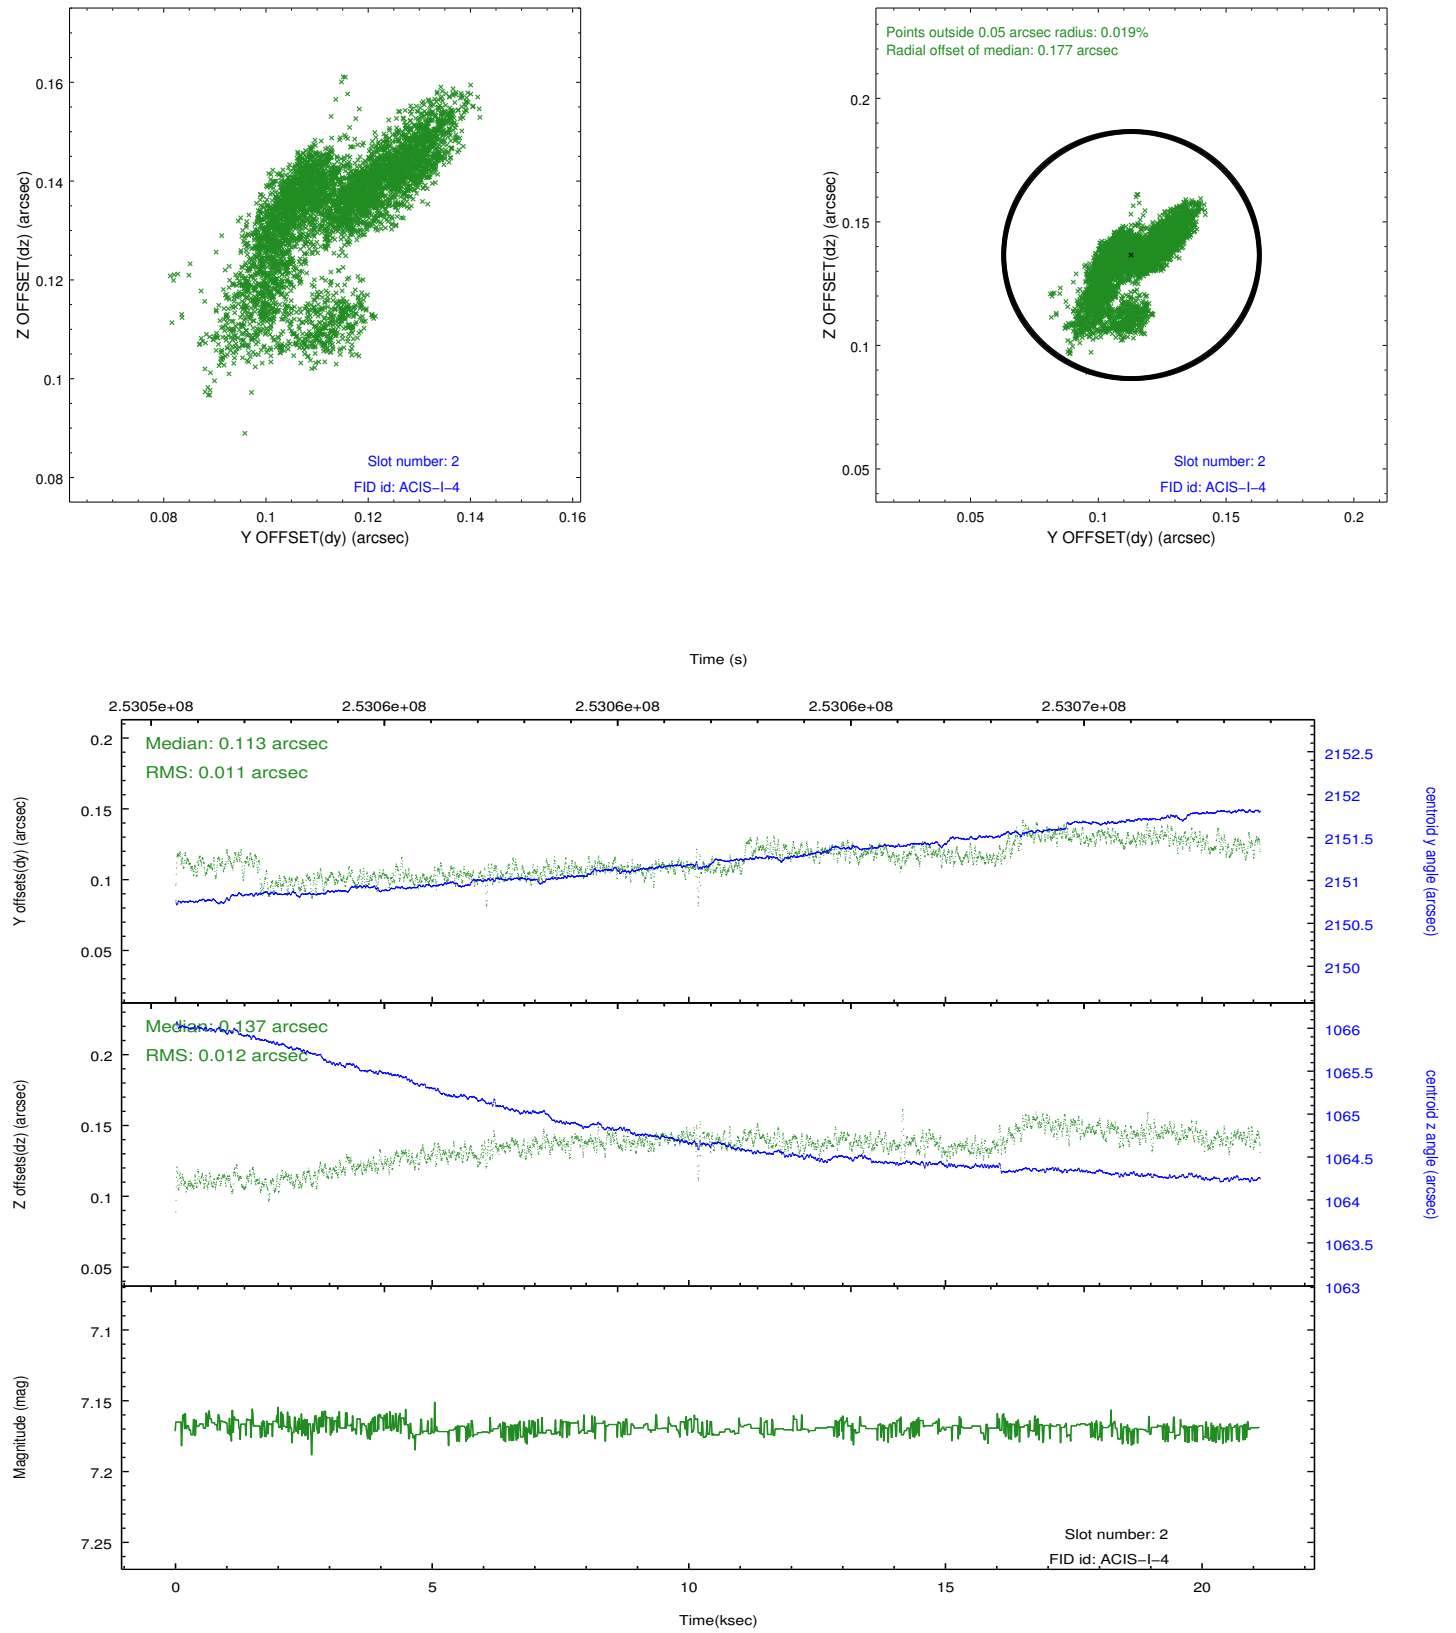 0.16
0.14
0.12
0.1
0.08
Z OFFSET(dz) (arcsec)
Slot number: 2
FID id: ACIS−I−4
0.08 0.1 0.12 0.14 0.16
Y OFFSET(dy) (arcsec)
Points outside 0.05 arcsec radius: 0.019%
Radial offset of median: 0.177 arcsec
0.2
0.15
0.1
0.05
Z OFFSET(dz) (arcsec)
Slot number: 2
FID id: ACIS−I−4
0.05 0.1 0.15 0.2
Y OFFSET(dy) (arcsec)
Time (s)
2.5305e+08 2.5306e+08 2.5306e+08 2.5306e+08 2.5307e+08
Median: 0.113 arcsec
RMS: 0.011 arcsec
0.2
0.15
0.1
0.05
Y offsets(dy) (arcsec)
2152.5
2152
2151.5
2151
2150.5
2150
centroid y angle (arcsec)
Median: 0.137 arcsec
RMS: 0.012 arcsec
0.2
0.15
0.1
0.05
Z offsets(dz) (arcsec)
1066
1065.5
1065
1064.5
1064
1063.5
1063
centroid z angle (arcsec)
7.1
7.15
7.2
7.25
Magnitude (mag)
Slot number: 2
FID id: ACIS−I−4
0 5 10 15 20
Time(ksec)